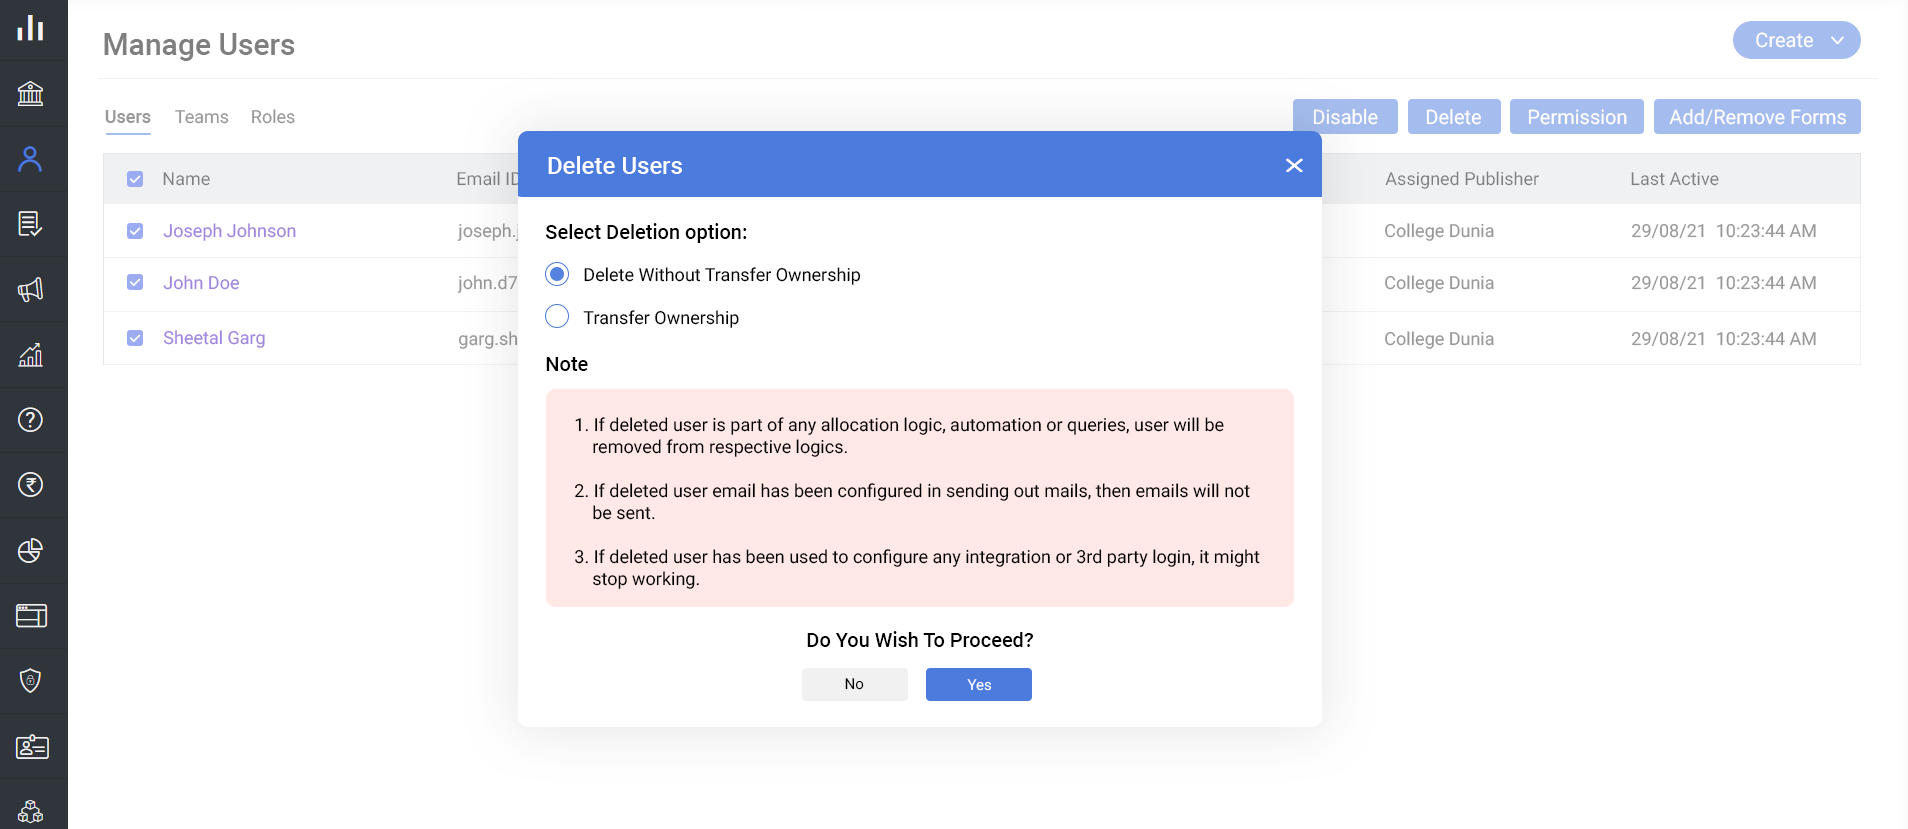 Manage Users
Create
Users Teams Roles
Disable Delete Permission Add/Remove Forms
Delete Users
Name Email ID Assigned Publisher Last Active
Joseph Johnson joseph.j College Dunia 29/08/21 10:23:44 AM
John Doe john.d7 College Dunia 29/08/21 10:23:44 AM
Sheetal Garg garg.sh College Dunia 29/08/21 10:23:44 AM
Select Deletion option:
Delete Without Transfer Ownership
Transfer Ownership
Note
1. If deleted user is part of any allocation logic, automation or queries, user will be
removed from respective logics.
2. If deleted user email has been configured in sending out mails, then emails will not
be sent.
3. If deleted user has been used to configure any integration or 3rd party login, it might
stop working.
Do You Wish To Proceed?
No Yes